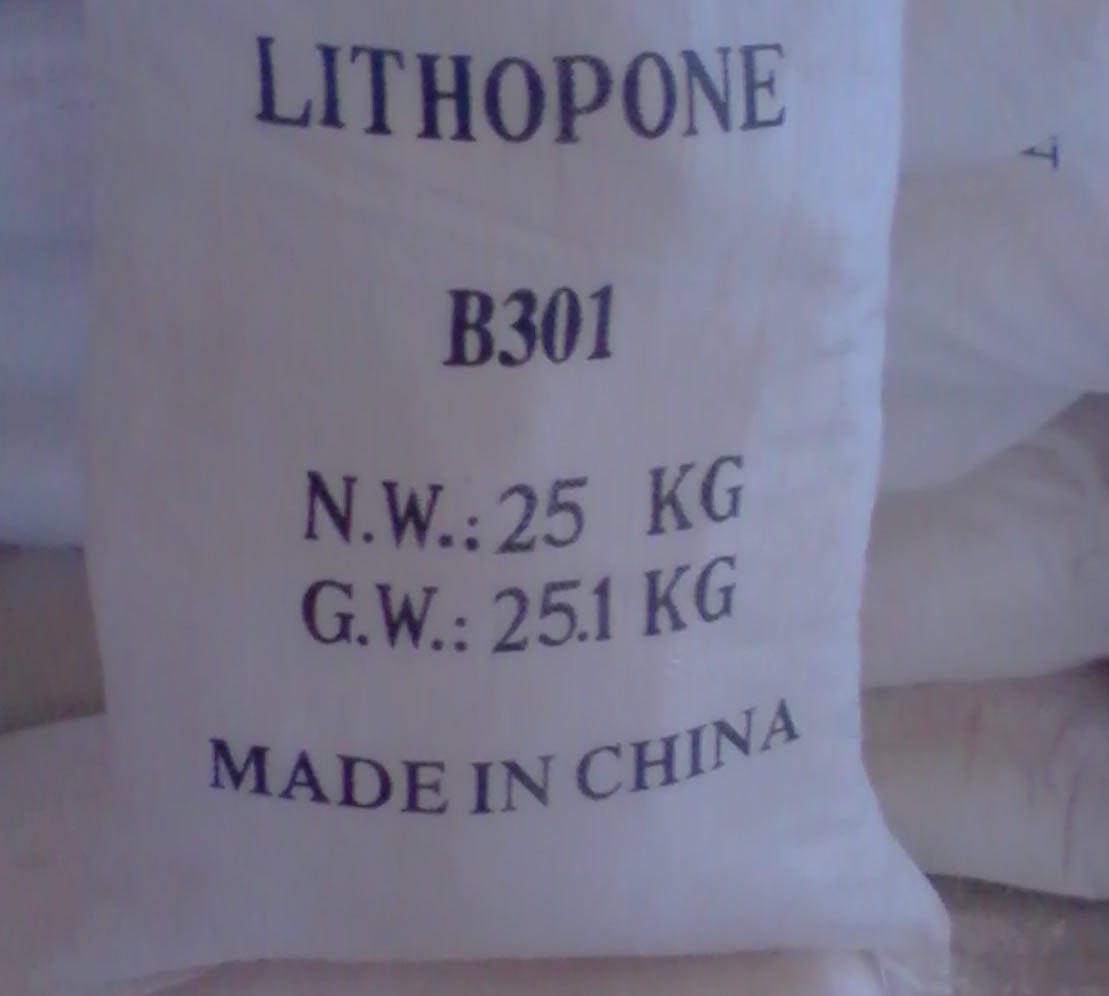 LITHOPONE
B301
N.W.: 25 KG
G.W.: 25.1 KG
MADE IN CHINA